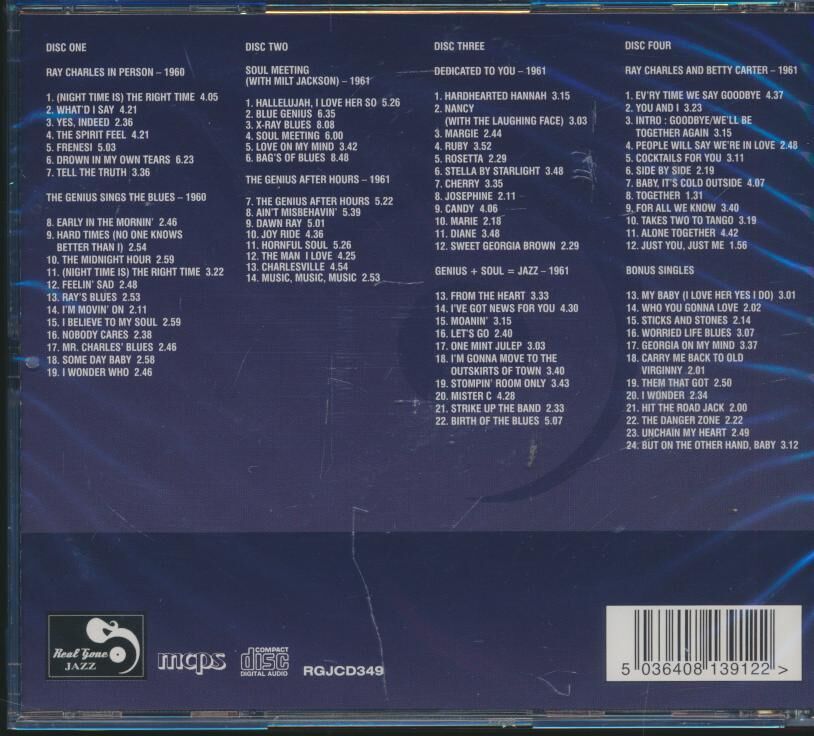 DISC ONE
RAY CHARLES IN PERSON – 1960
1. (NIGHT TIME IS) THE RIGHT TIME 4.05
2. WHAT'D I SAY 4.21
3. YES, INDEED 2.36
4. THE SPIRIT FEEL 4.21
5. FRENESI 5.03
6. DROWN IN MY OWN TEARS 6.23
7. TELL THE TRUTH 3.36
THE GENIUS SINGS THE BLUES – 1960
8. EARLY IN THE MORNIN' 2.46
9. HARD TIMES (NO ONE KNOWS
BETTER THAN I) 2.54
10. THE MIDNIGHT HOUR 2.59
11. (NIGHT TIME IS) THE RIGHT TIME 3.22
12. FEELIN' SAD 2.48
13. RAY'S BLUES 2.53
14. I'M MOVIN' ON 2.11
15. I BELIEVE TO MY SOUL 2.59
16. NOBODY CARES 2.38
17. MR. CHARLES' BLUES 2.46
18. SOME DAY BABY 2.58
19. I WONDER WHO 2.46
DISC TWO
SOUL MEETING
(WITH MILT JACKSON) – 1961
1. HALLELUJAH, I LOVE HER SO 5.26
2. BLUE GENIUS 6.35
3. X-RAY BLUES 8.08
4. SOUL MEETING 6.00
5. LOVE ON MY MIND 3.42
6. BAG'S OF BLUES 8.48
THE GENIUS AFTER HOURS – 1961
7. THE GENIUS AFTER HOURS 5.22
8. AIN'T MISBEHAVIN' 5.39
9. DAWN RAY 5.01
10. JOY RIDE 4.36
11. HORNFUL SOUL 5.26
12. THE MAN I LOVE 4.25
13. CHARLESVILLE 4.54
14. MUSIC, MUSIC, MUSIC 2.53
DISC THREE
DEDICATED TO YOU – 1961
1. HARDHEARTED HANNAH 3.15
2. NANCY
(WITH THE LAUGHING FACE) 3.03
3. MARGIE 2.44
4. RUBY 3.52
5. ROSETTA 2.29
6. STELLA BY STARLIGHT 3.48
7. CHERRY 3.35
8. JOSEPHINE 2.11
9. CANDY 4.06
10. MARIE 2.18
11. DIANE 3.48
12. SWEET GEORGIA BROWN 2.29
GENIUS + SOUL = JAZZ – 1961
13. FROM THE HEART 3.33
14. I'VE GOT NEWS FOR YOU 4.30
15. MOANIN' 3.15
16. LET'S GO 2.40
17. ONE MINT JULEP 3.03
18. I'M GONNA MOVE TO THE
OUTSKIRTS OF TOWN 3.40
19. STOMPIN' ROOM ONLY 3.43
20. MISTER C 4.28
21. STRIKE UP THE BAND 2.33
22. BIRTH OF THE BLUES 5.07
DISC FOUR
RAY CHARLES AND BETTY CARTER – 1961
1. EV'RY TIME WE SAY GOODBYE 4.37
2. YOU AND I 3.23
3. INTRO : GOODBYE/WE'LL BE
TOGETHER AGAIN 3.15
4. PEOPLE WILL SAY WE'RE IN LOVE 2.48
5. COCKTAILS FOR YOU 3.11
6. SIDE BY SIDE 2.19
7. BABY, IT'S COLD OUTSIDE 4.07
8. TOGETHER 1.31
9. FOR ALL WE KNOW 3.40
10. TAKES TWO TO TANGO 3.19
11. ALONE TOGETHER 4.42
12. JUST YOU, JUST ME 1.56
BONUS SINGLES
13. MY BABY (I LOVE HER YES I DO) 3.01
14. WHO YOU GONNA LOVE 2.02
15. STICKS AND STONES 2.14
16. WORRIED LIFE BLUES 3.07
17. GEORGIA ON MY MIND 3.37
18. CARRY ME BACK TO OLD
VIRGINNY 2.01
19. THEM THAT GOT 2.50
20. I WONDER 2.34
21. HIT THE ROAD JACK 2.00
22. THE DANGER ZONE 2.22
23. UNCHAIN MY HEART 2.49
24. BUT ON THE OTHER HAND, BABY 3.12
Real Gone
JAZZ
mcps
COMPACT
disc
DIGITAL AUDIO
RGJCD349
5 036408 139122 >